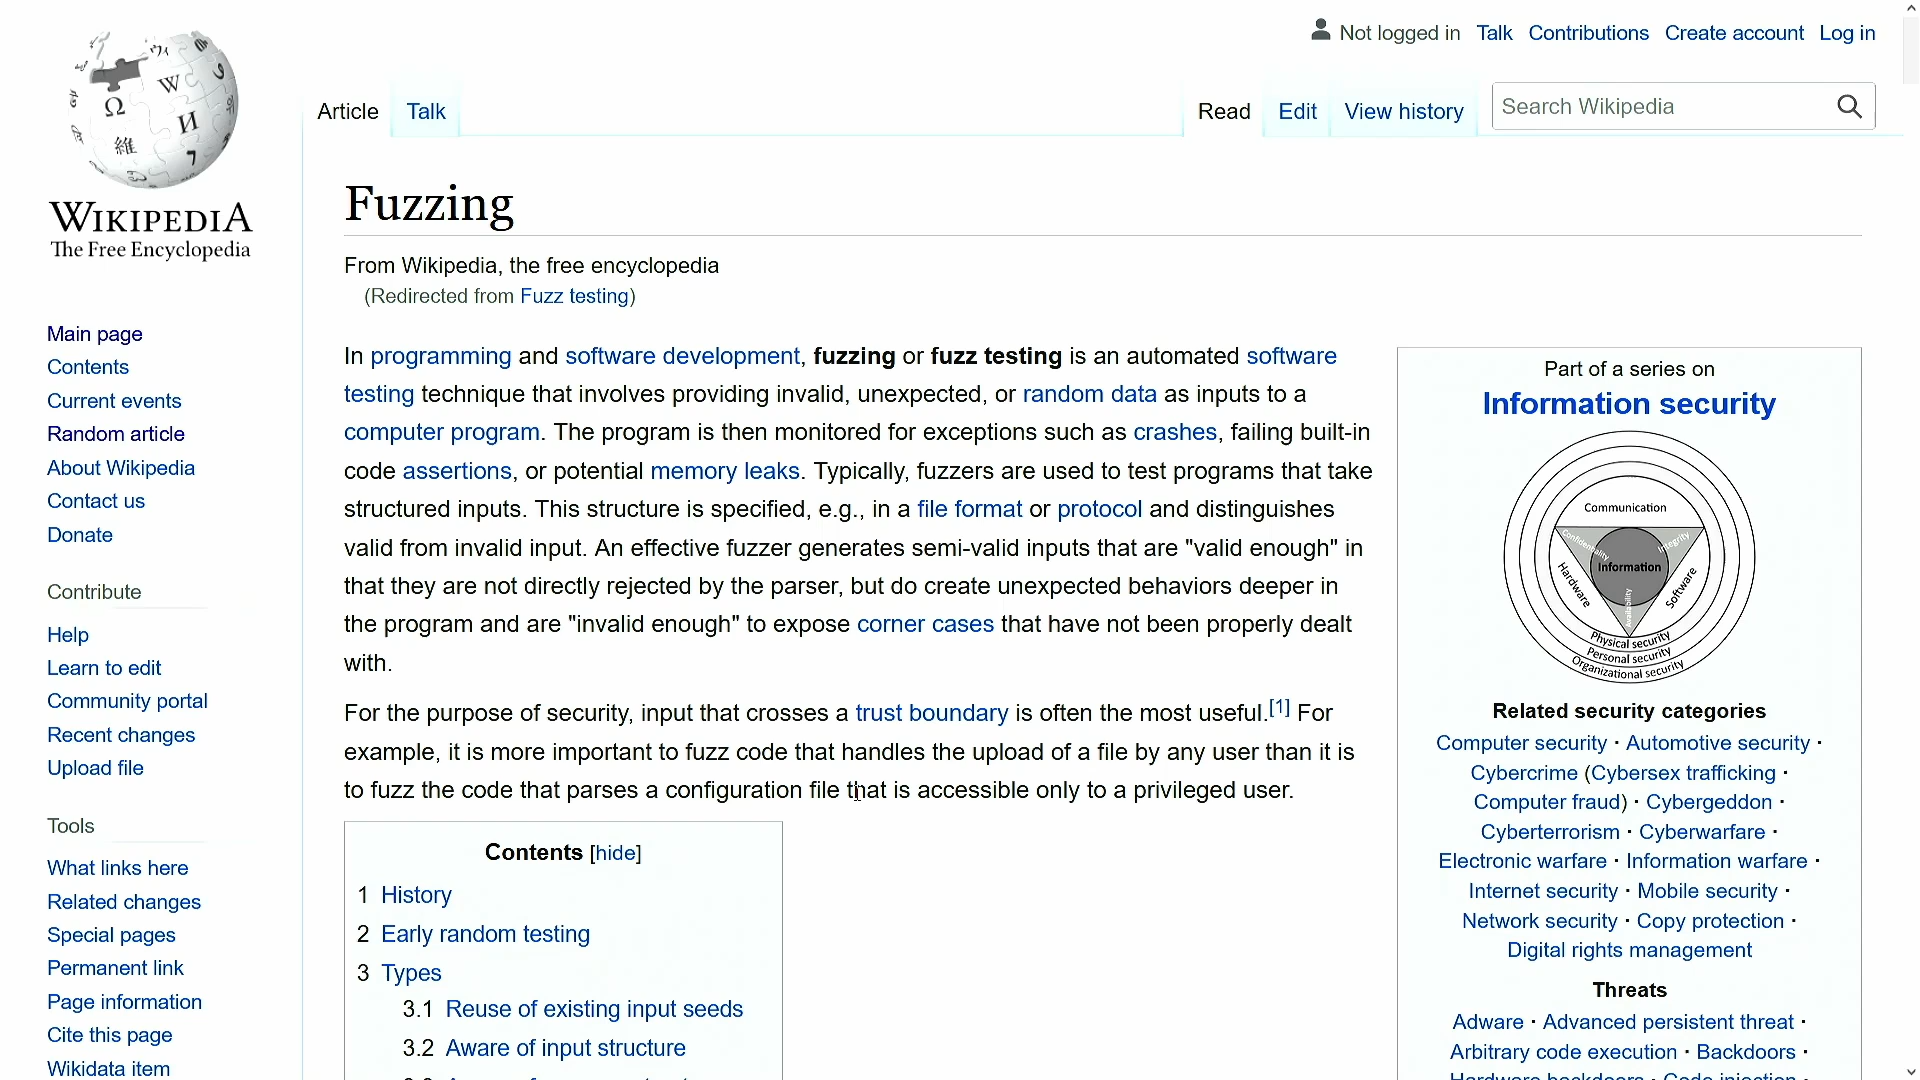 Not logged in Talk Contributions Create account Log in
Article Talk Read Edit View history Search Wikipedia
WIKIPEDIA
The Free Encyclopedia
Main page
Contents
Current events
Random article
About Wikipedia
Contact us
Donate
Contribute
Help
Learn to edit
Community portal
Recent changes
Upload file
Tools
What links here
Related changes
Special pages
Permanent link
Page information
Cite this page
Wikidata item
Fuzzing
From Wikipedia, the free encyclopedia
(Redirected from Fuzz testing)
In programming and software development, fuzzing or fuzz testing is an automated software
testing technique that involves providing invalid, unexpected, or random data as inputs to a
computer program. The program is then monitored for exceptions such as crashes, failing built-in
code assertions, or potential memory leaks. Typically, fuzzers are used to test programs that take
structured inputs. This structure is specified, e.g., in a file format or protocol and distinguishes
valid from invalid input. An effective fuzzer generates semi-valid inputs that are "valid enough" in
that they are not directly rejected by the parser, but do create unexpected behaviors deeper in
the program and are "invalid enough" to expose corner cases that have not been properly dealt
with.
For the purpose of security, input that crosses a trust boundary is often the most useful.[1] For
example, it is more important to fuzz code that handles the upload of a file by any user than it is
to fuzz the code that parses a configuration file that is accessible only to a privileged user.
Contents [hide]
1 History
2 Early random testing
3 Types
3.1 Reuse of existing input seeds
3.2 Aware of input structure
Part of a series on
Information security
Communication
Confidentiality
Integrity
Information
Hardware
Availability
Software
Physical security
Personal security
Organizational security
Related security categories
Computer security · Automotive security ·
Cybercrime (Cybersex trafficking ·
Computer fraud) · Cybergeddon ·
Cyberterrorism · Cyberwarfare ·
Electronic warfare · Information warfare ·
Internet security · Mobile security ·
Network security · Copy protection ·
Digital rights management
Threats
Adware · Advanced persistent threat ·
Arbitrary code execution · Backdoors ·
Hardware backdoors · Code injection ·